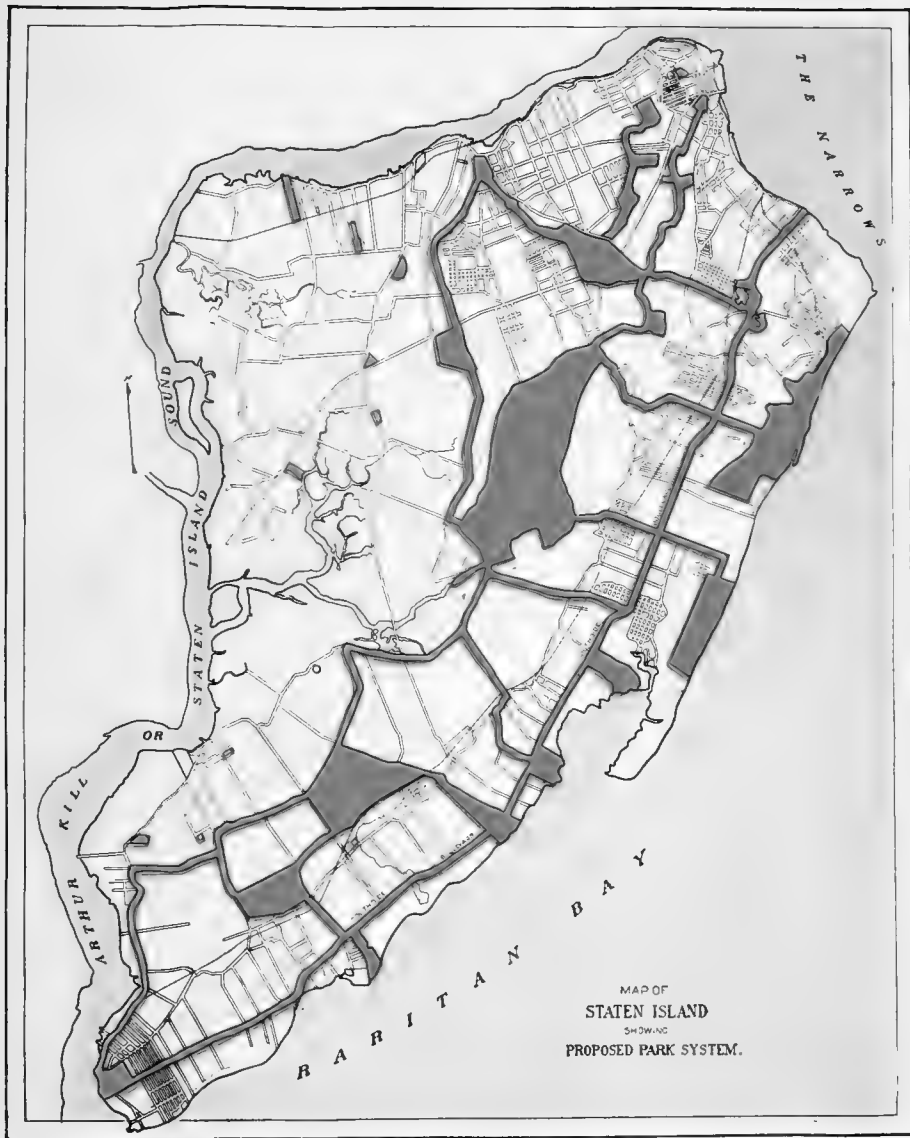 THE NARROWS
ARTHUR KILL OR STATEN ISLAND SOUND
RARITAN BAY
MAP OF
STATEN ISLAND
SHOWING
PROPOSED PARK SYSTEM.